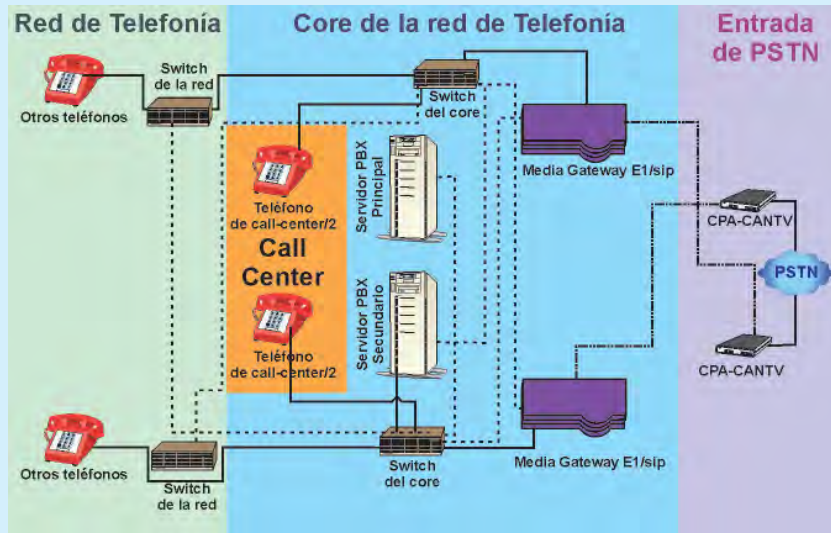 Red de Telefonía
Core de la red de Telefonía
Entrada
de PSTN
Otros teléfonos
Switch
de la red
Switch
del core
Media Gateway E1/sip
Teléfono
de call-center/2
Servidor PBX
Principal
CPA-CANTV
Call
Center
PSTN
Teléfono
de call-center/2
Servidor PBX
Secundario
CPA-CANTV
Otros teléfonos
Switch
de la red
Switch
del core
Media Gateway E1/sip